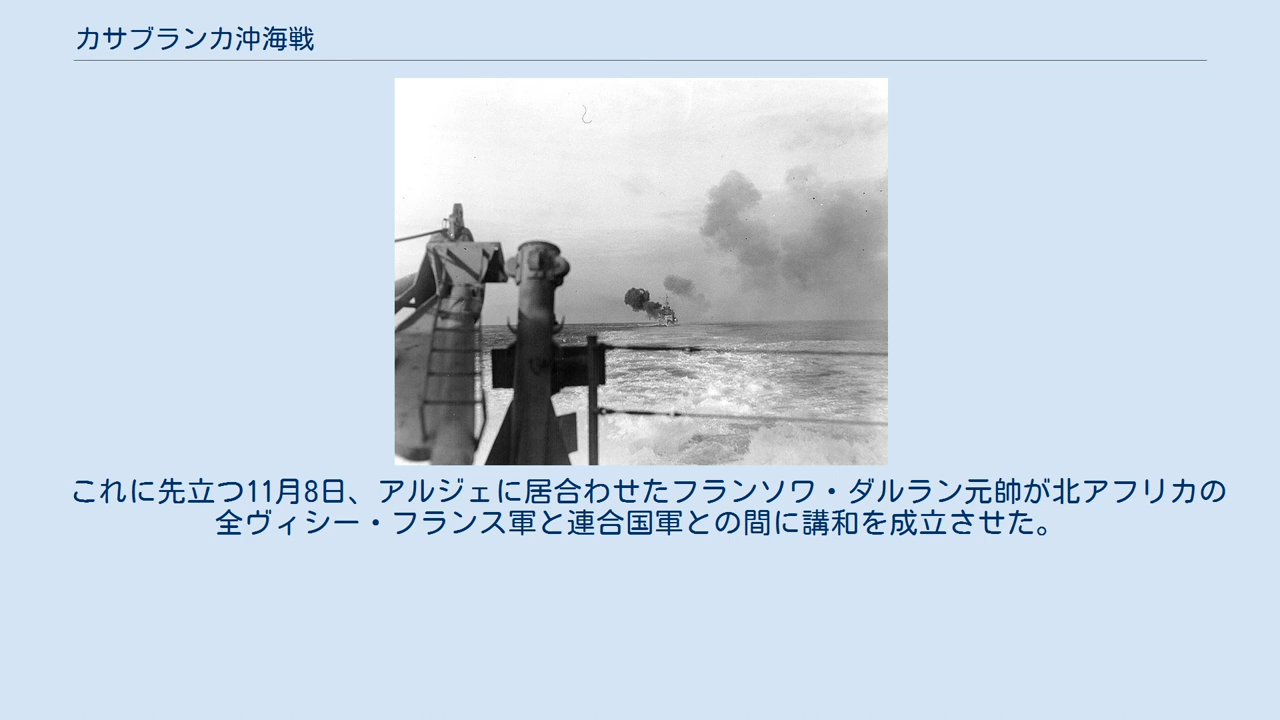 カサブランカ沖海戦
これに先立つ11月8日、アルジェに居合わせたフランソワ・ダルラン元帥が北アフリカの
全ヴィシー・フランス軍と連合国軍との間に講和を成立させた。